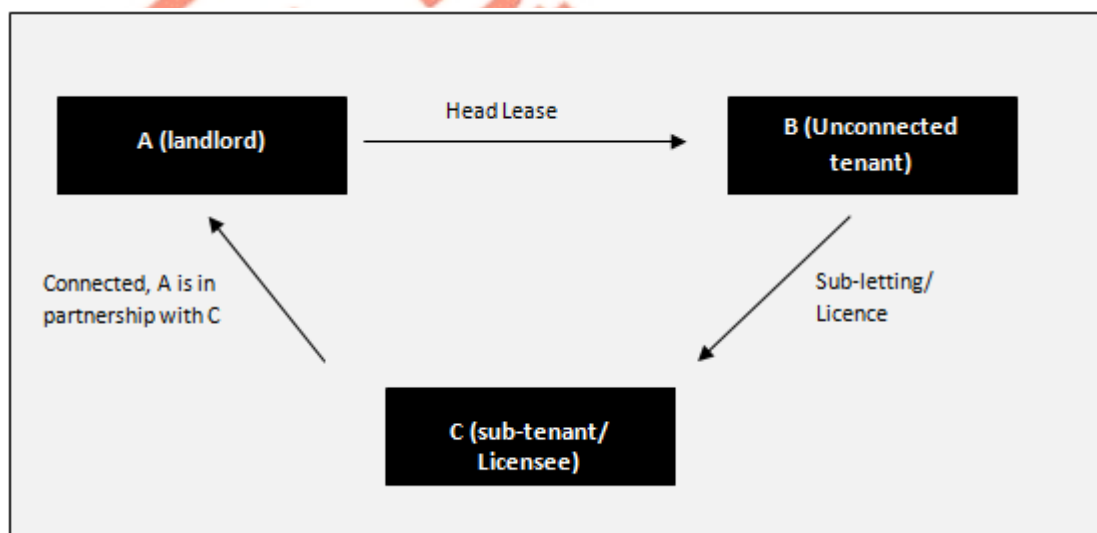 Head Lease
A (landlord)
B (Unconnected
tenant)
Connected, A is in
partnership with C
Sub-letting/
Licence
C (sub-tenant/
Licensee)